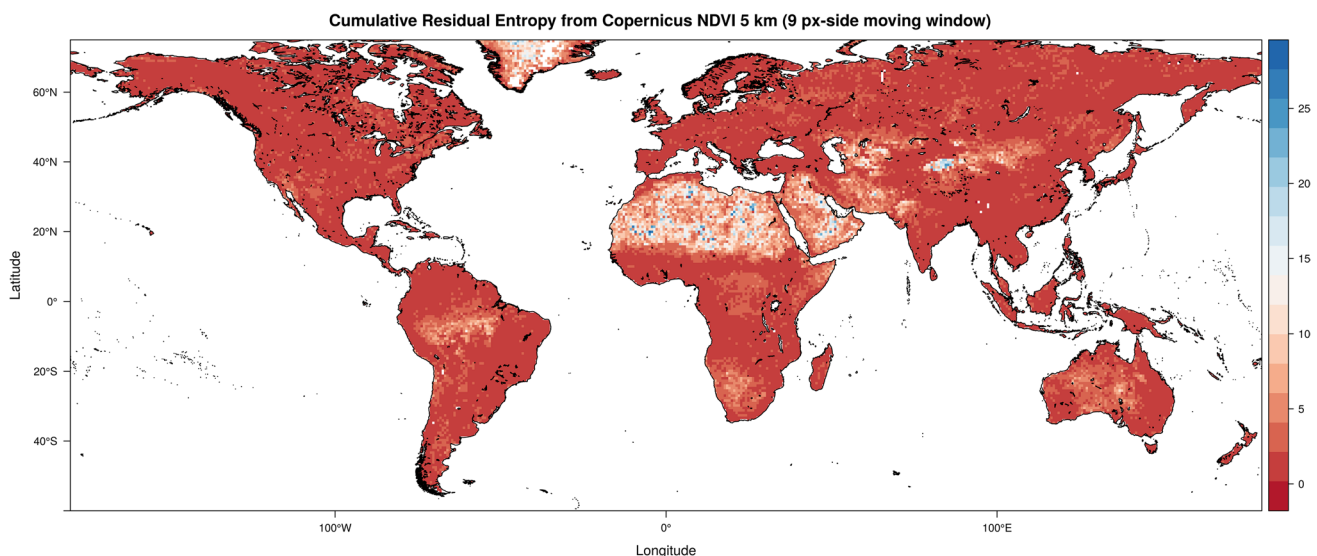 Cumulative Residual Entropy from Copernicus NDVI 5 km (9 px-side moving window)
60°N
40°N
20°N
0°
20°S
40°S
Latitude
100°W
0°
100°E
Longitude
25
20
15
10
5
0